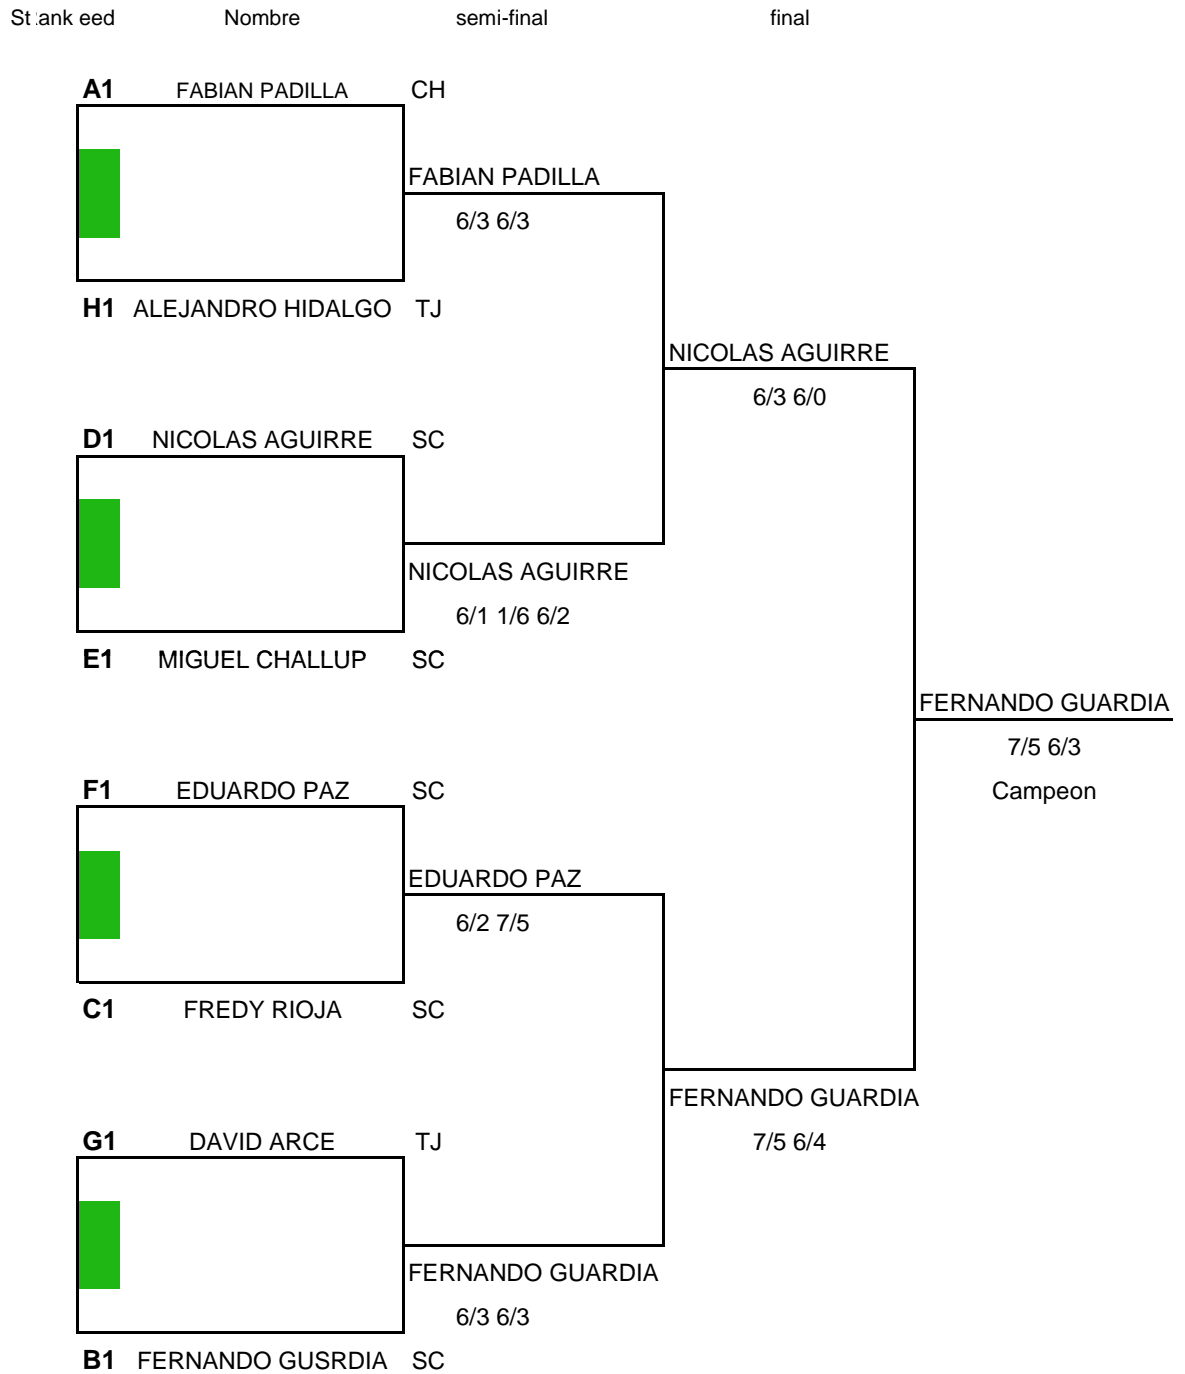 St ank eed Nombre semi-final final
A1 FABIAN PADILLA CH
FABIAN PADILLA
6/3 6/3
H1 ALEJANDRO HIDALGO TJ
NICOLAS AGUIRRE
6/3 6/0
D1 NICOLAS AGUIRRE SC
NICOLAS AGUIRRE
6/1 1/6 6/2
E1 MIGUEL CHALLUP SC
FERNANDO GUARDIA
7/5 6/3
F1 EDUARDO PAZ SC
Campeon
EDUARDO PAZ
6/2 7/5
C1 FREDY RIOJA SC
FERNANDO GUARDIA
G1 DAVID ARCE TJ
7/5 6/4
FERNANDO GUARDIA
6/3 6/3
B1 FERNANDO GUSRDIA SC